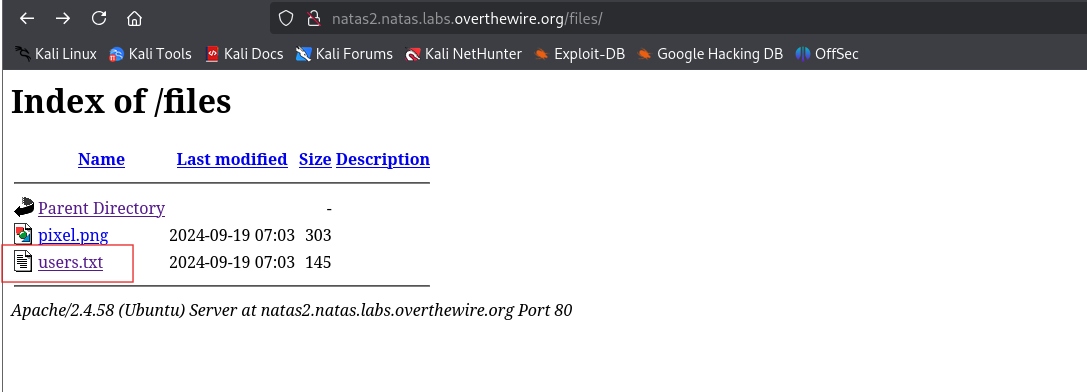 natas2.natas.labs.overthewire.org/files/
Kali Linux Kali Tools Kali Docs Kali Forums Kali NetHunter Exploit-DB Google Hacking DB OffSec
Index of /files
Name Last modified Size Description
Parent Directory -
pixel.png 2024-09-19 07:03 303
users.txt 2024-09-19 07:03 145
Apache/2.4.58 (Ubuntu) Server at natas2.natas.labs.overthewire.org Port 80